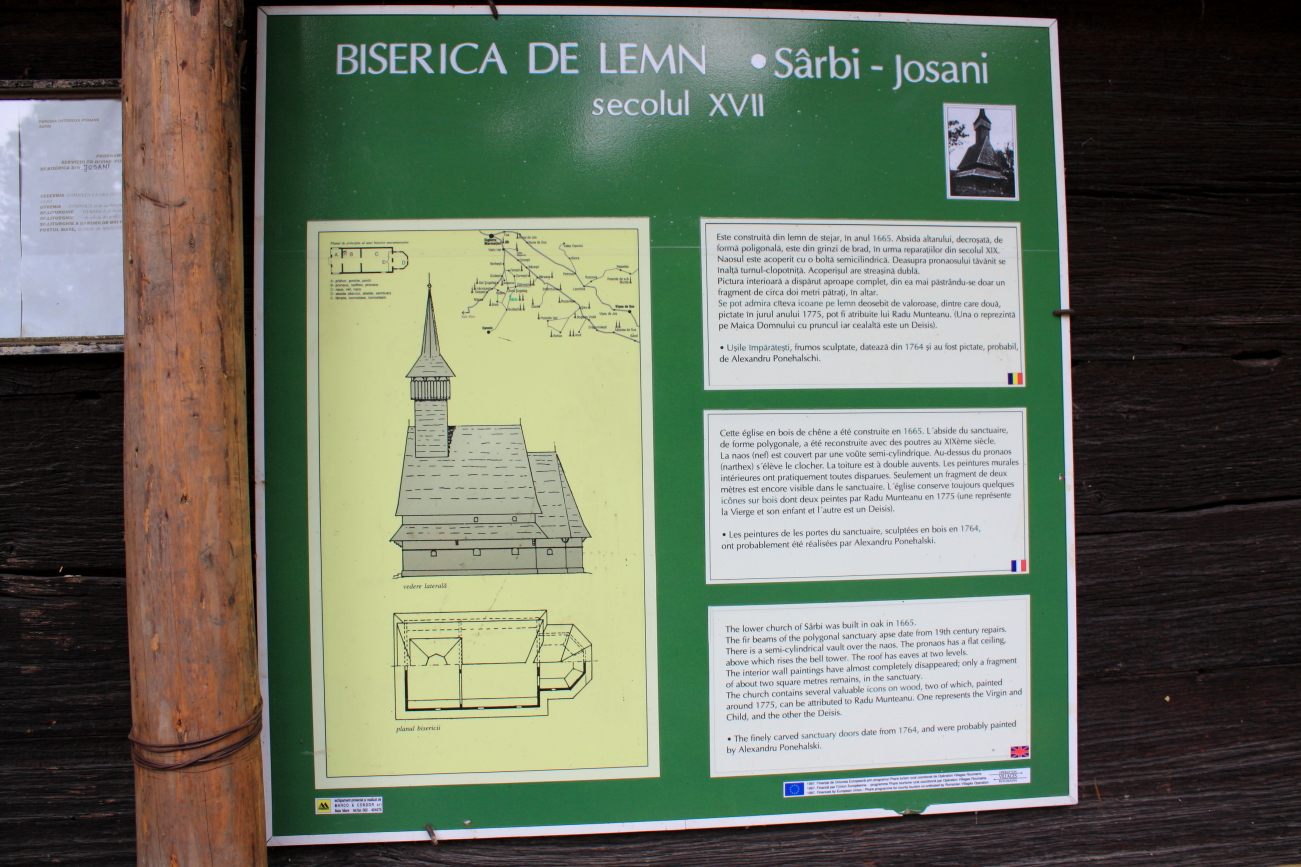 BISERICA DE LEMN • Sârbi - Josani
secolul XVII
JOSANI
Este construită din lemn de stejar, în anul 1665. Absida altarului, decroșată, de
formă poligonală, este din grinzi de brad, în urma reparațiilor din secolul XIX.
Naosul este acoperit cu o boltă semicilindrică. Deasupra pronaosului tăvănit se
înalță turnul-clopotniță. Acoperișul are streașină dublă.
Pictura interioară a dispărut aproape complet, din ea mai păstrându-se doar un
fragment de circa doi metri pătrați, în altar.
Se pot admira cîteva icoane pe lemn deosebit de valoroase, dintre care două,
pictate în jurul anului 1775, pot fi atribuite lui Radu Munteanu. (Una o reprezintă
pe Maica Domnului cu pruncul iar cealaltă este un Deisis).
• Ușile împărătești, frumos sculptate, datează din 1764 și au fost pictate, probabil,
de Alexandru Ponehalschi.
Cette église en bois de chêne a été construite en 1665. L´abside du sanctuaire,
de forme polygonale, a été reconstruite avec des poutres au XIXème siècle.
La naos (nef) est couvert par une voûte semi-cylindrique. Au-dessus du pronaos
(narthex) s´élève le clocher. La toiture est à double auvents. Les peintures murales
intérieures ont pratiquement toutes disparues. Seulement un fragment de deux
mètres est encore visible dans le sanctuaire. L´église conserve toujours quelques
icônes sur bois dont deux peintes par Radu Munteanu en 1775 (une représente
la Vierge et son enfant et l´autre est un Deisis).
• Les peintures de les portes du sanctuaire, sculptées en bois en 1764,
ont probablement été réalisées par Alexandru Ponehalski.
The lower church of Sârbi was built in oak in 1665.
The fir beams of the polygonal sanctuary apse date from 19th century repairs.
There is a semi-cylindrical vault over the naos. The pronaos has a flat ceiling,
above which rises the bell tower. The roof has eaves at two levels.
The interior wall paintings have almost completely disappeared; only a fragment
of about two square metres remains, in the sanctuary.
The church contains several valuable icons on wood, two of which, painted
around 1775, can be attributed to Radu Munteanu. One represents the Virgin and
Child, and the other the Deisis.
• The finely carved sanctuary doors date from 1764, and were probably painted
by Alexandru Ponehalski.
vedere laterală
planul bisericii